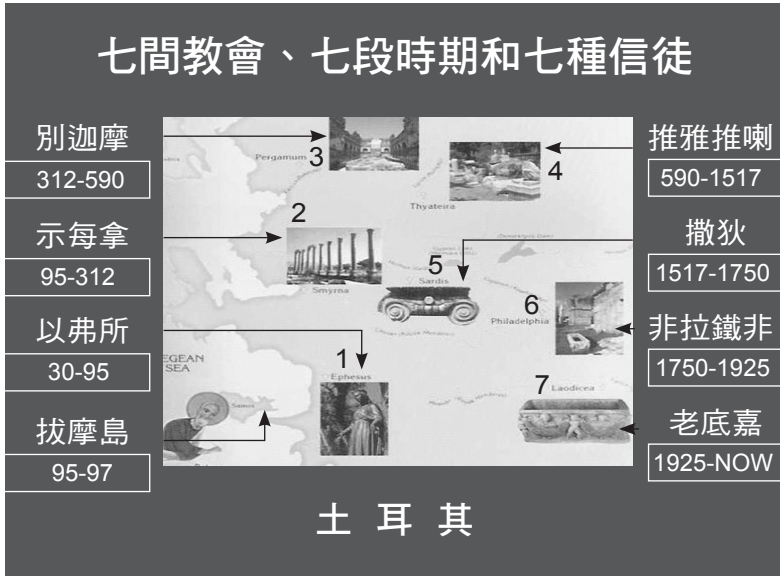 七間教會、七段時期和七種信徒
別迦摩
312-590
示每拿
95-312
以弗所
30-95
拔摩島
95-97
Pergamum
3
4
Thyateira
2
Smyrna
5
Sardis
6
Philadelphia
1
Ephesus
7
Laodicea
EGEAN
SEA
Samos
推雅推喇
590-1517
撒狄
1517-1750
非拉鐵非
1750-1925
老底嘉
1925-NOW
土耳其